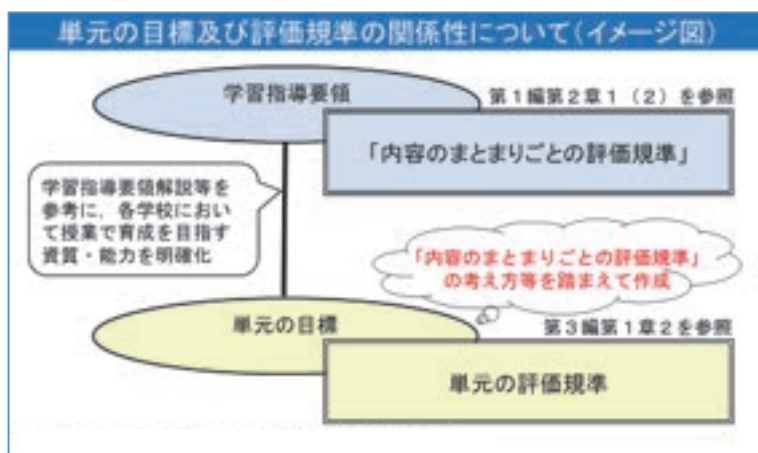 単元の目標及び評価規準の関係性について(イメージ図)
学習指導要領
第1編第2章1(2)を参照
「内容のまとまりごとの評価規準」
学習指導要領解説等を
参考に、各学校におい
て授業で育成を目指す
資質・能力を明確化
「内容のまとまりごとの評価規準」
の考え方等を踏まえて作成
単元の目標
第3編第1章2を参照
単元の評価規準